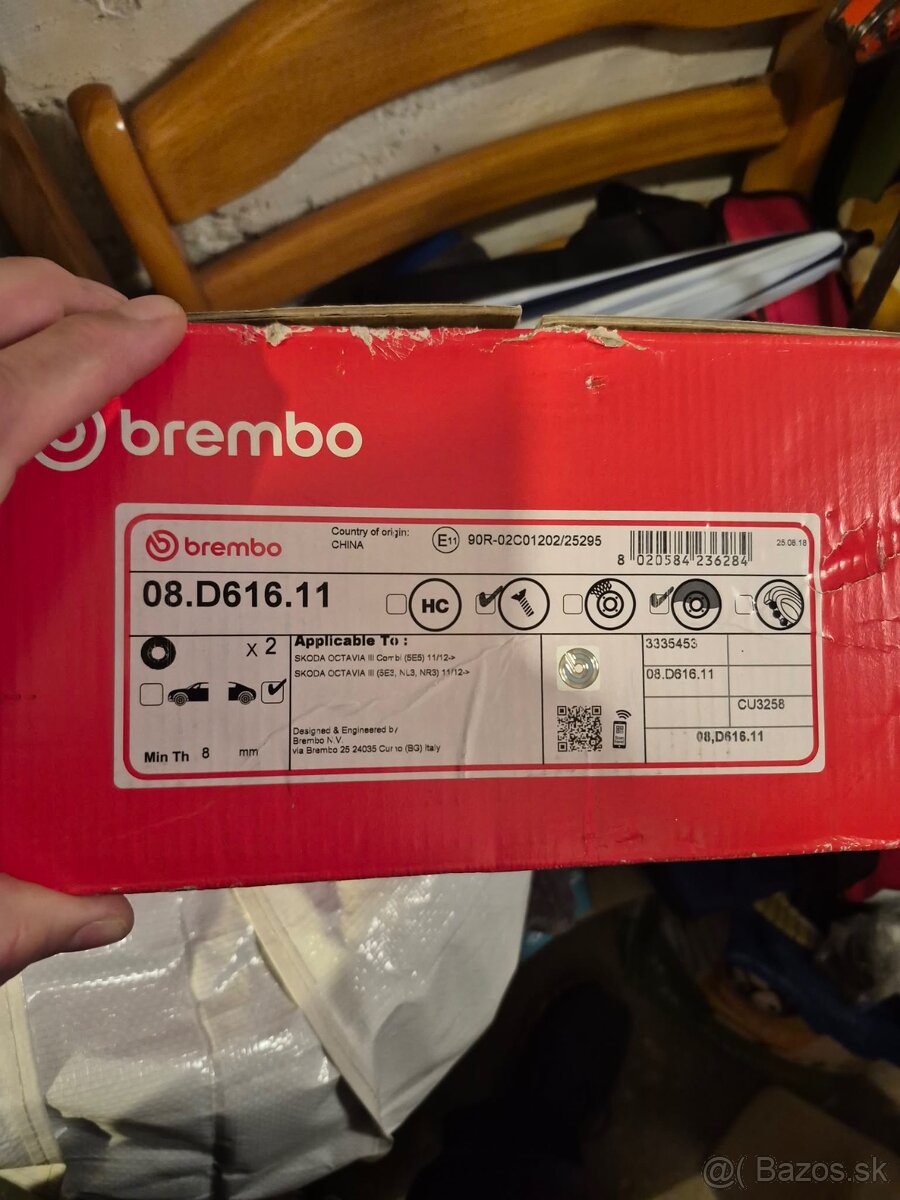 brembo
brembo
Country of origin:
CHINA
E11 90R-02C01202/25295
8 020584 236284
25.06.18
08.D616.11
HC
x 2
Applicable To :
SKODA OCTAVIA III Combi (5E5) 11/12->
SKODA OCTAVIA III (5E3, NL3, NR3) 11/12->
3335453
08.D616.11
CU3258
08,D616.11
Designed & Engineered by
Brembo N.V.
via Brembo 25 24035 Curno (BG) Italy
Min Th 8 mm
@( Bazos.sk